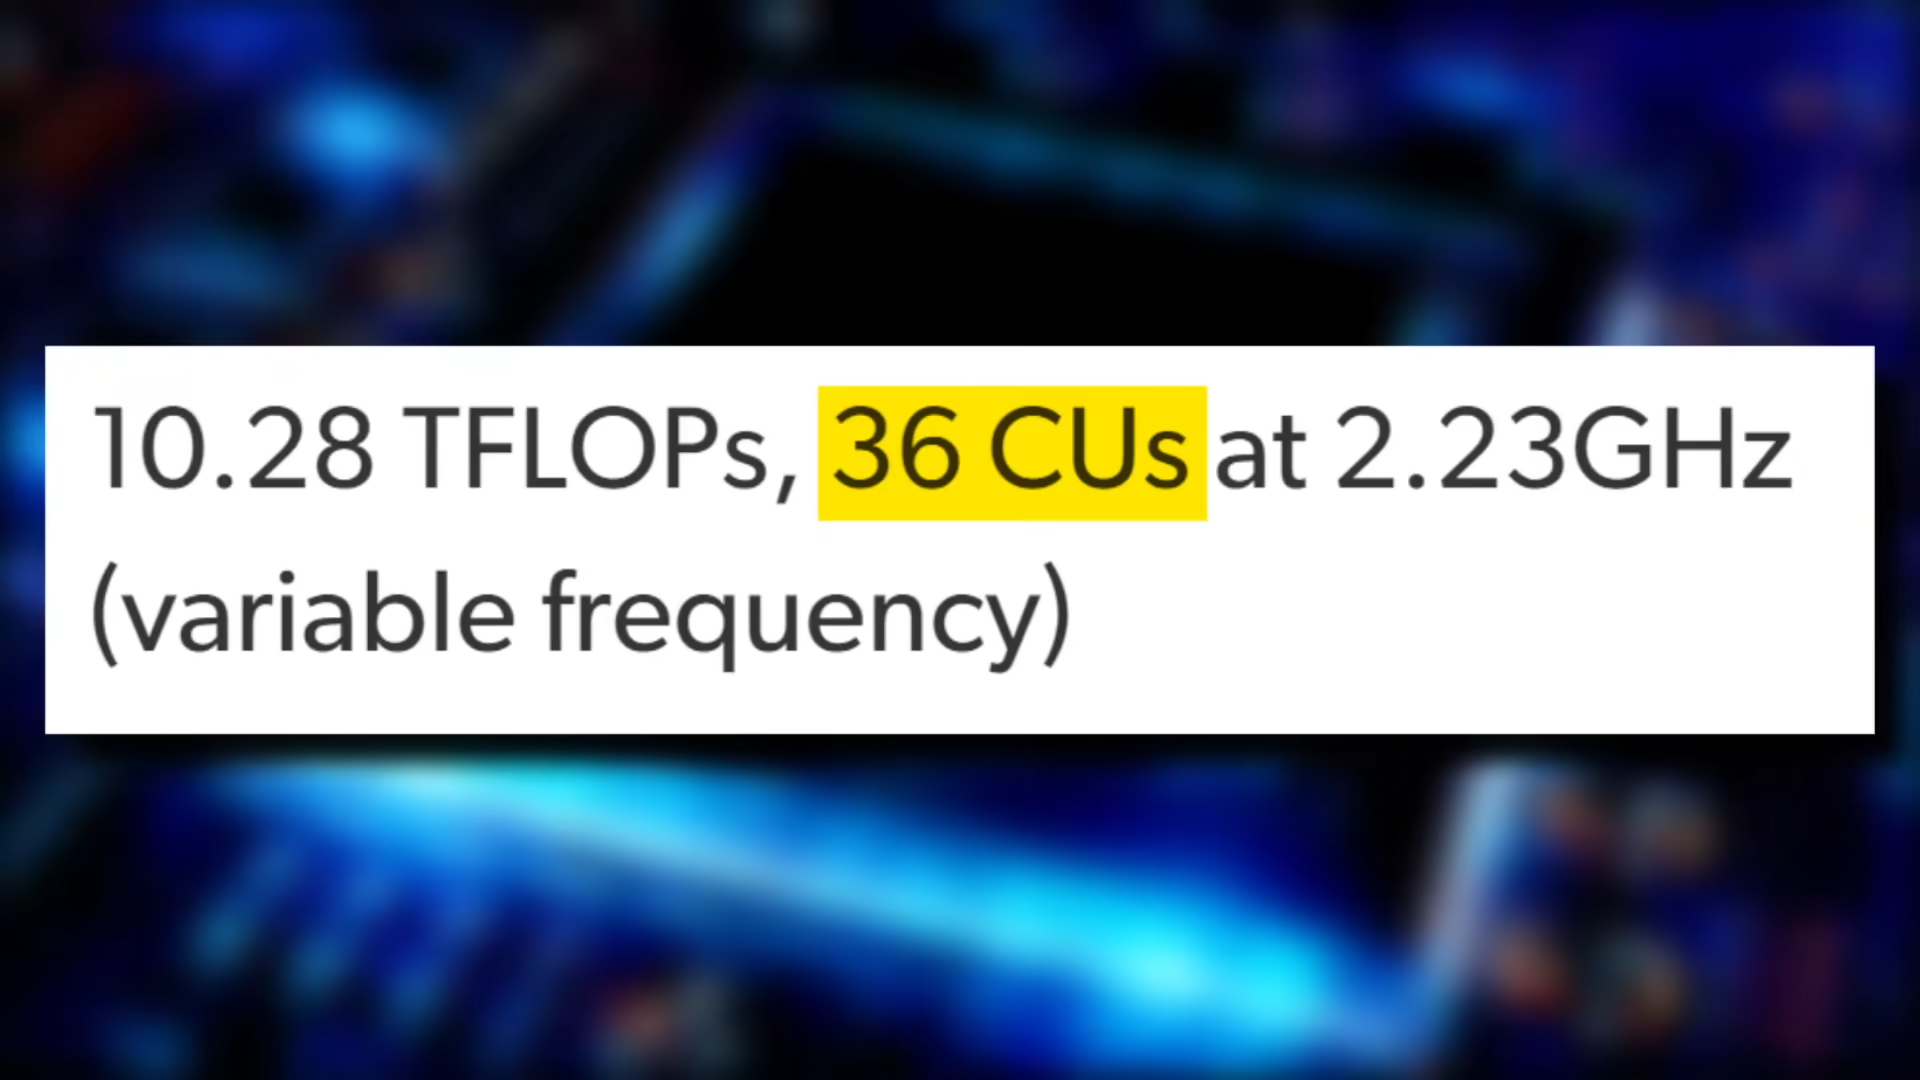 10.28 TFLOPs, 36 CUs at 2.23GHz
(variable frequency)